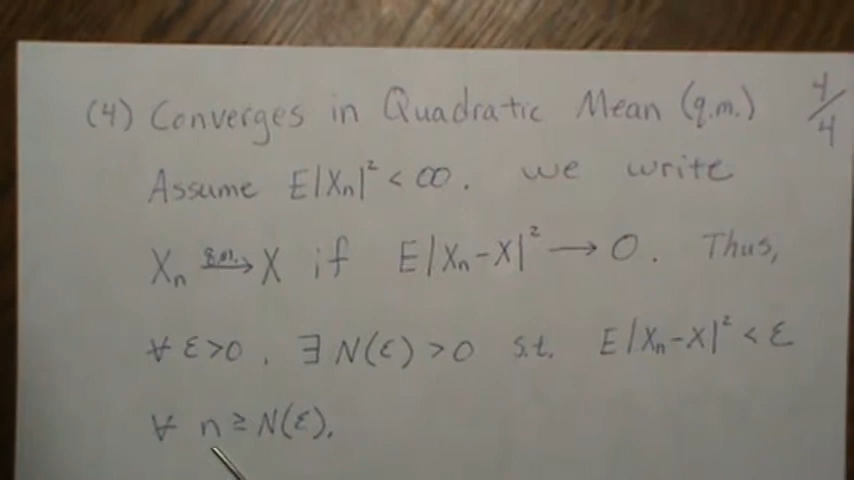 (4) Converges in Quadratic Mean (q.m.) 4/4
Assume E|Xₙ|² < ∞. we write
Xₙ q.m.⟶ X if E|Xₙ-X|² ⟶ 0. Thus,
∀ ε>0, ∃ N(ε) >0 s.t. E|Xₙ-X|² < ε
∀ n ≥ N(ε).